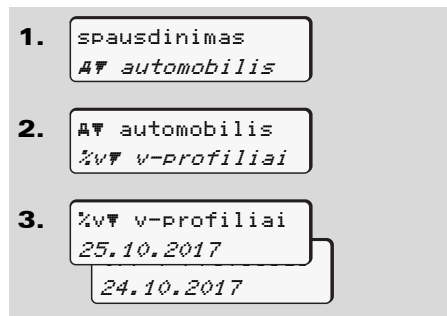 1. spausdinimas
A▼ automobilis
2. A▼ automobilis
%v▼ v-profiliai
3. %v▼ v-profiliai
25.10.2017
24.10.2017